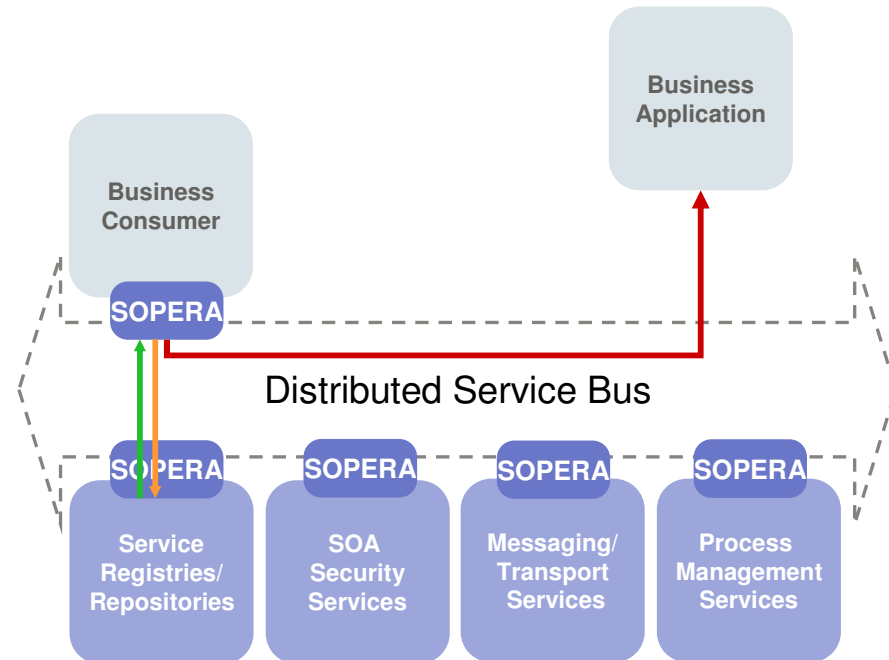 Business
Application
Business
Consumer
SOPERA
Distributed Service Bus
SOPERA
SOPERA
SOPERA
SOPERA
Service
Registries/
Repositories
SOA
Security
Services
Messaging/
Transport
Services
Process
Management
Services